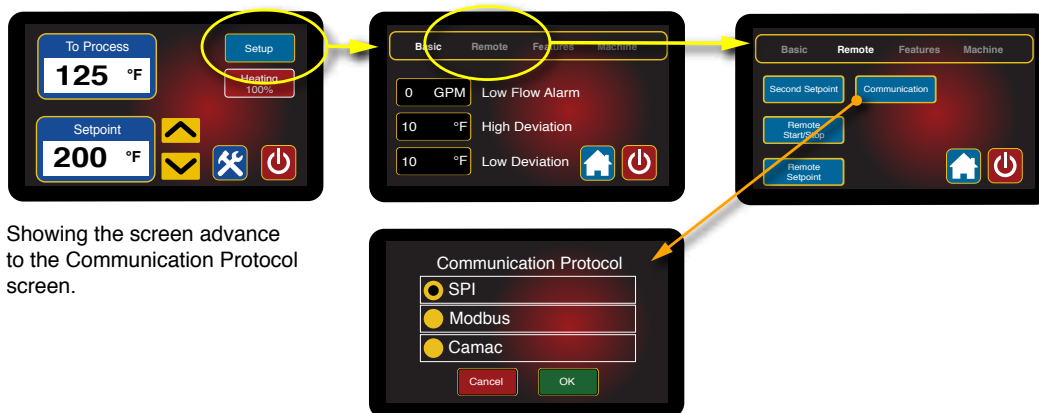 To Process
125 °F
Setup
Heating
100%
Setpoint
200 °F
Basic Remote Features Machine
0 GPM Low Flow Alarm
10 °F High Deviation
10 °F Low Deviation
Basic Remote Features Machine
Second Setpoint Communication
Remote
Start/Stop
Remote
Setpoint
Showing the screen advance
to the Communication Protocol
screen.
Communication Protocol
SPI
Modbus
Camac
Cancel OK